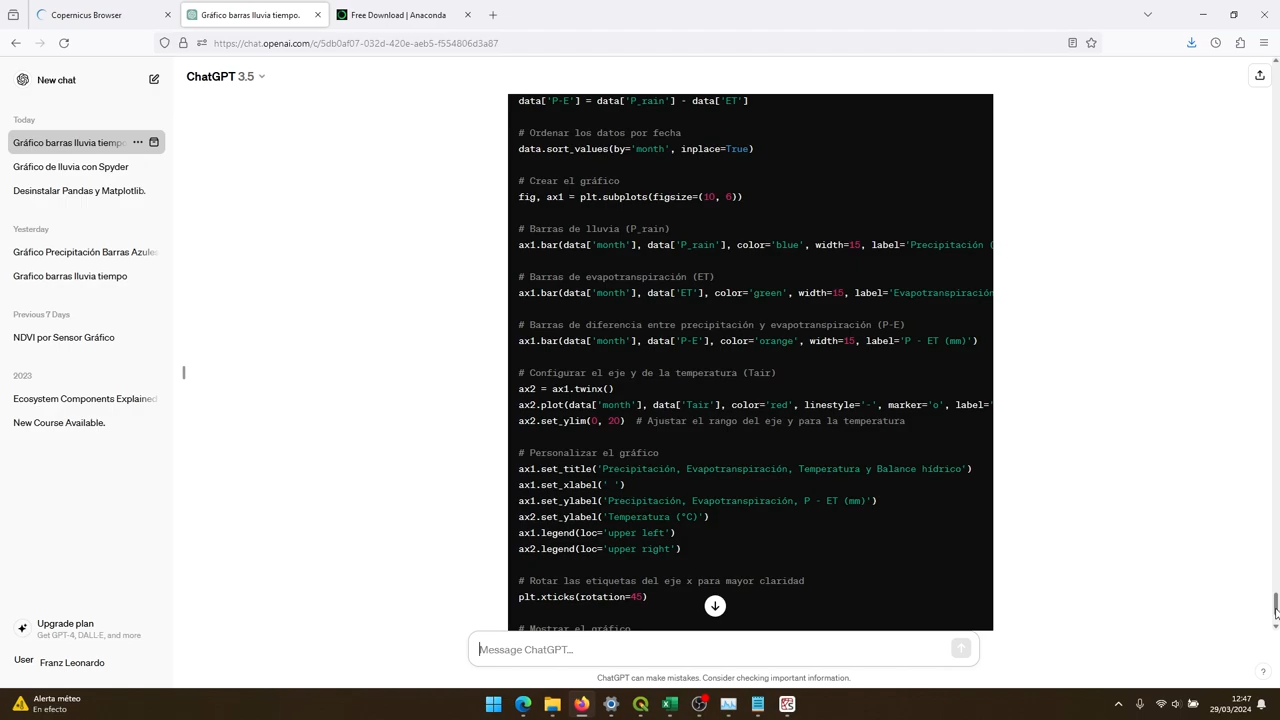 Copernicus Browser
Gráfico barras lluvia tiempo.
Free Download | Anaconda
https://chat.openai.com/c/5db0af07-032d-420e-aeb5-f554806d3a87
New chat
Today
Gráfico barras lluvia tiempo
Gráfico de lluvia con Spyder
Desinstalar Pandas y Matplotlib.
Yesterday
Gráfico Precipitación Barras Azules
Grafico barras lluvia tiempo
Previous 7 Days
NDVI por Sensor Gráfico
2023
Ecosystem Components Explained
New Course Available.
Upgrade plan
Get GPT-4, DALL·E, and more
User
Franz Leonardo
ChatGPT 3.5
data['P-E'] = data['P_rain'] - data['ET']
# Ordenar los datos por fecha
data.sort_values(by='month', inplace=True)
# Crear el gráfico
fig, ax1 = plt.subplots(figsize=(10, 6))
# Barras de lluvia (P_rain)
ax1.bar(data['month'], data['P_rain'], color='blue', width=15, label='Precipitación (
# Barras de evapotranspiración (ET)
ax1.bar(data['month'], data['ET'], color='green', width=15, label='Evapotranspiración
# Barras de diferencia entre precipitación y evapotranspiración (P-E)
ax1.bar(data['month'], data['P-E'], color='orange', width=15, label='P - ET (mm)')
# Configurar el eje y de la temperatura (Tair)
ax2 = ax1.twinx()
ax2.plot(data['month'], data['Tair'], color='red', linestyle='-', marker='o', label='
ax2.set_ylim(0, 20)  # Ajustar el rango del eje y para la temperatura
# Personalizar el gráfico
ax1.set_title('Precipitación, Evapotranspiración, Temperatura y Balance hídrico')
ax1.set_xlabel(' ')
ax1.set_ylabel('Precipitación, Evapotranspiración, P - ET (mm)')
ax2.set_ylabel('Temperatura (°C)')
ax1.legend(loc='upper left')
ax2.legend(loc='upper right')
# Rotar las etiquetas del eje x para mayor claridad
plt.xticks(rotation=45)
# Mostrar el gráfico
Message ChatGPT...
ChatGPT can make mistakes. Consider checking important information.
?
Alerta méteo
En efecto
12:47
29/03/2024